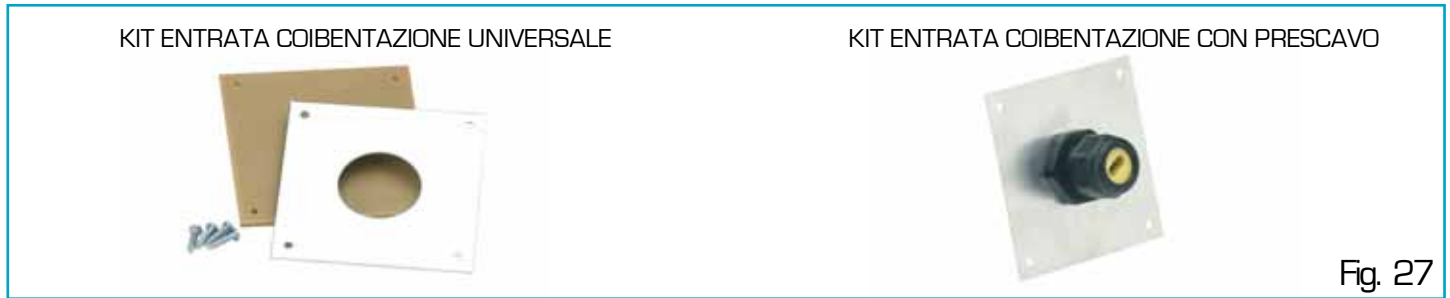 KIT ENTRATA COIBENTAZIONE UNIVERSALE
KIT ENTRATA COIBENTAZIONE CON PRESCAVO
Fig. 27